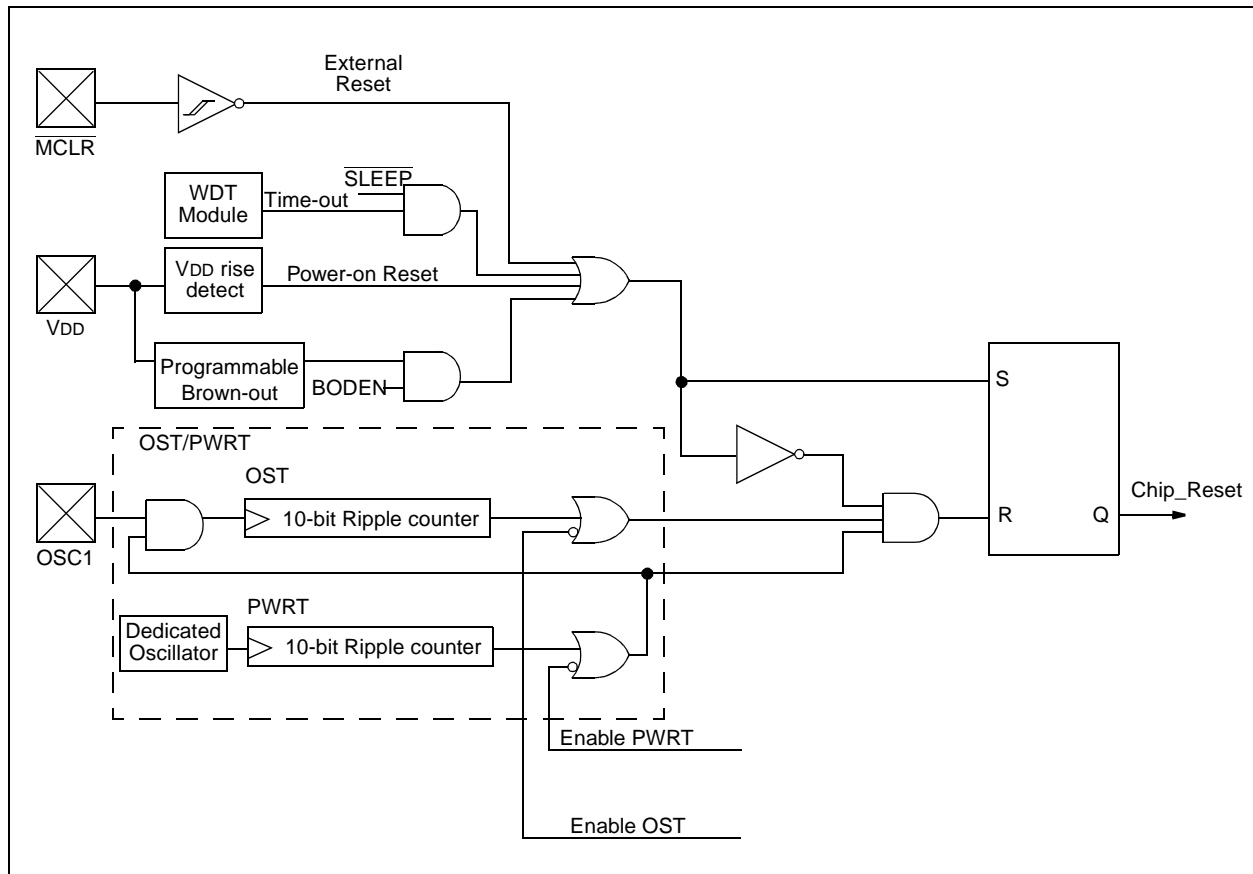 External
Reset
MCLR
SLEEP
WDT
Module
Time-out
VDD rise
detect
Power-on Reset
VDD
Programmable
Brown-out
BODEN
S
OST/PWRT
OST
10-bit Ripple counter
OSC1
Chip_Reset
R
Q
PWRT
Dedicated
Oscillator
10-bit Ripple counter
Enable PWRT
Enable OST